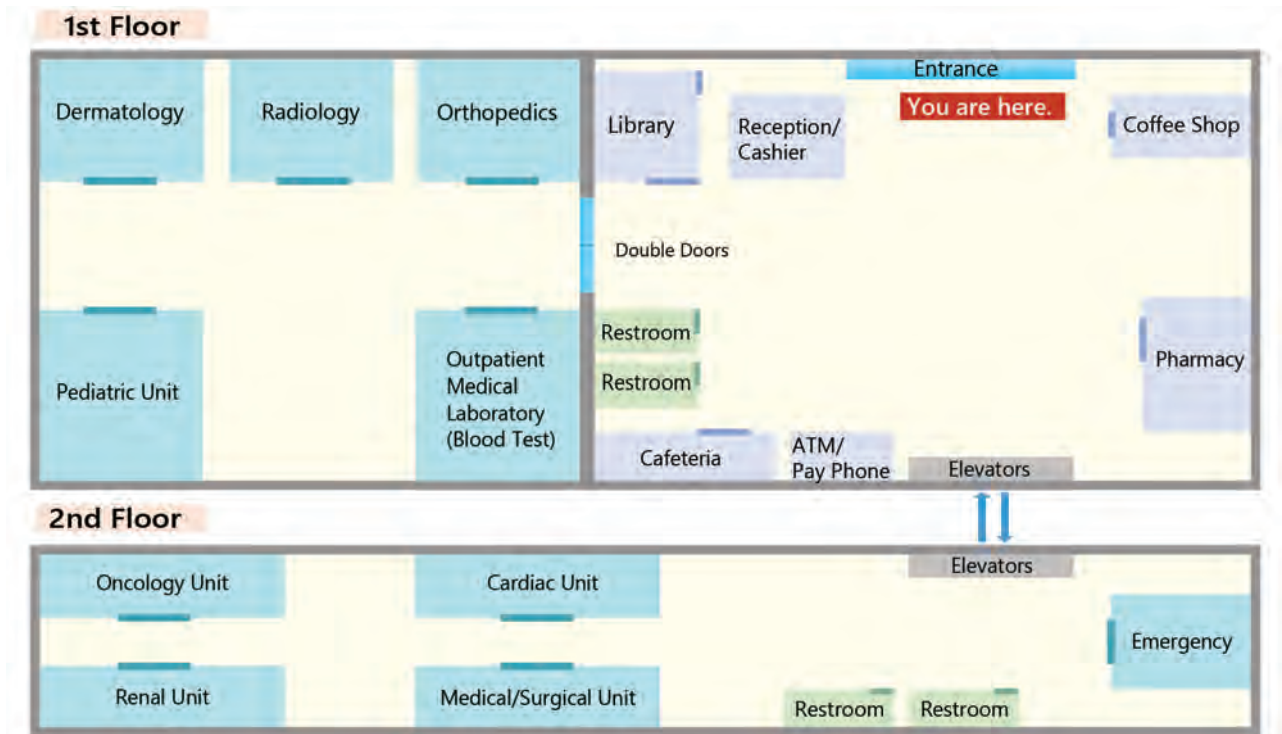 1st Floor
Entrance
You are here.
Dermatology
Radiology
Orthopedics
Library
Reception/
Cashier
Coffee Shop
Double Doors
Restroom
Restroom
Pediatric Unit
Outpatient
Medical
Laboratory
(Blood Test)
Pharmacy
Cafeteria
ATM/
Pay Phone
Elevators
2nd Floor
Elevators
Oncology Unit
Cardiac Unit
Emergency
Renal Unit
Medical/Surgical Unit
Restroom
Restroom